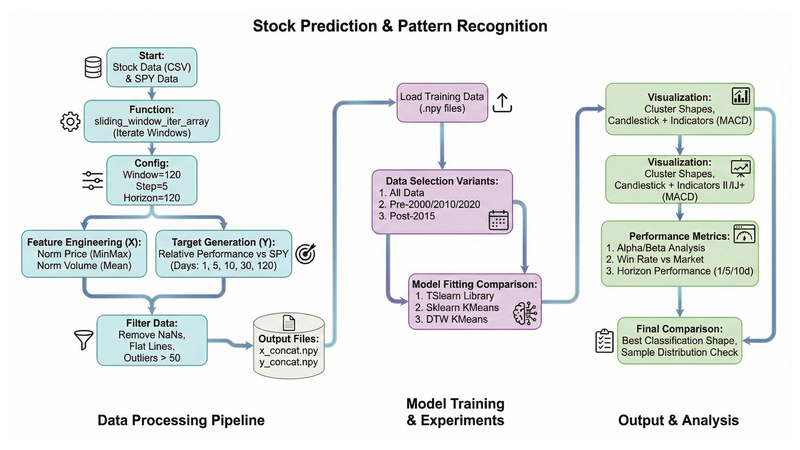 Stock Prediction & Pattern Recognition
Start:
Stock Data (CSV)
& SPY Data
Function:
sliding_window_iter_array
(Iterate Windows)
Config:
Window=120
Step=5
Horizon=120
Feature Engineering (X):
Norm Price (MinMax)
Norm Volume (Mean)
Target Generation (Y):
Relative Performance vs SPY
(Days: 1, 5, 10, 30, 120)
Filter Data:
Remove NaNs,
Flat Lines,
Outliers > 50
Output Files:
x_concat.npy
y_concat.npy
Data Processing Pipeline
Load Training Data
(.npy files)
Data Selection Variants:
1. All Data
2. Pre-2000/2010/2020
3. Post-2015
Model Fitting Comparison:
1. TSlearn Library
2. Sklearn KMeans
3. DTW KMeans
Model Training
& Experiments
Visualization:
Cluster Shapes,
Candlestick + Indicators (MACD)
Visualization:
Cluster Shapes,
Candlestick + Indicators II/IJ+
(MACD)
Performance Metrics:
1. Alpha/Beta Analysis
2. Win Rate vs Market
3. Horizon Performance (1/5/10d)
Final Comparison:
Best Classification Shape,
Sample Distribution Check
Output & Analysis